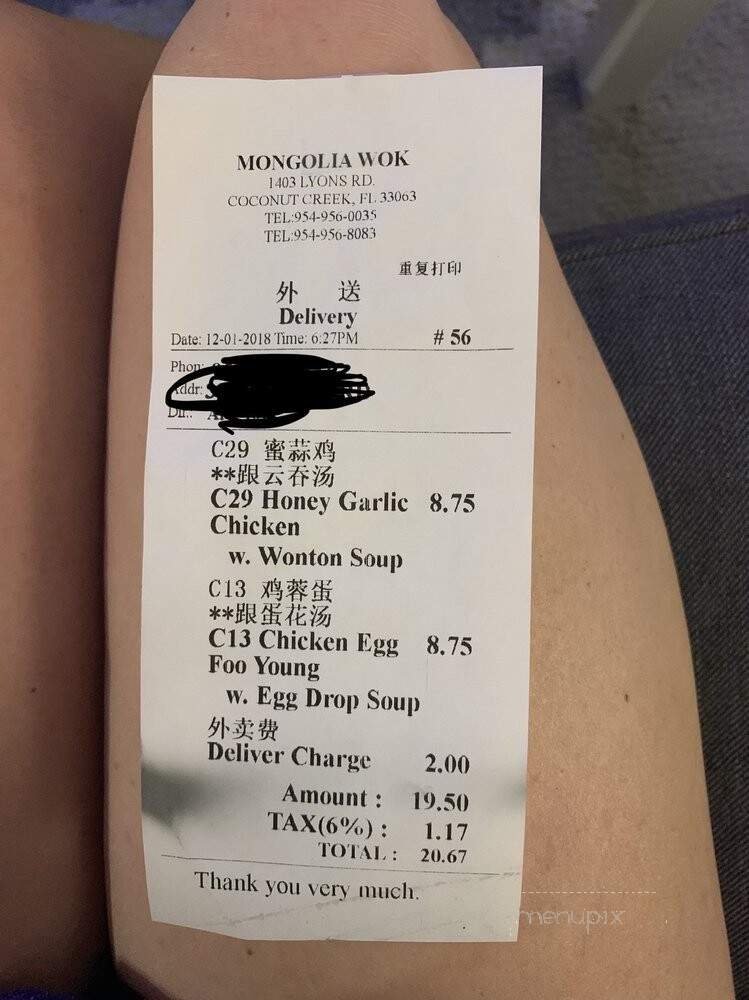 MONGOLIA WOK
1403 LYONS RD.
COCONUT CREEK, FL 33063
TEL:954-956-0035
TEL:954-956-8083
重复打印
外 送
Delivery
Date: 12-01-2018 Time: 6:27PM # 56
Phon
Addr:
Dir.:
C29 蜜蒜鸡
**跟云吞汤
C29 Honey Garlic 8.75
Chicken
w. Wonton Soup
C13 鸡蓉蛋
**跟蛋花汤
C13 Chicken Egg 8.75
Foo Young
w. Egg Drop Soup
外卖费
Deliver Charge 2.00
Amount : 19.50
TAX(6%) : 1.17
TOTAL : 20.67
Thank you very much.
menupix